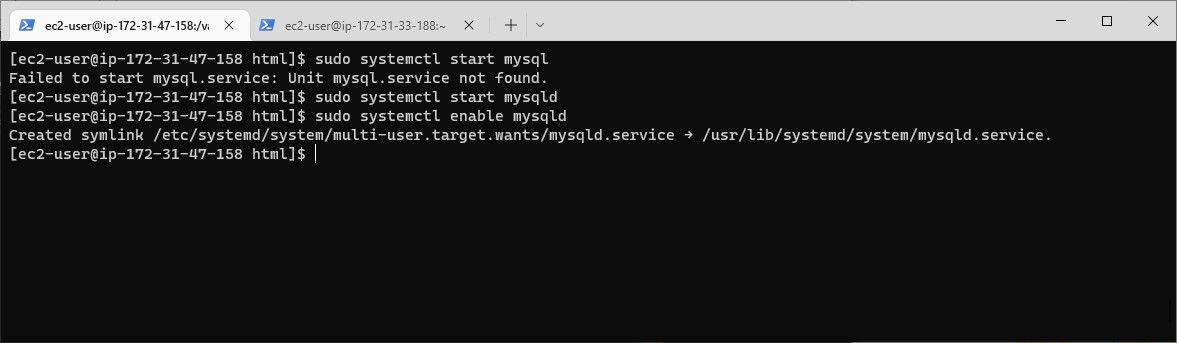 ec2-user@ip-172-31-47-158:/va
ec2-user@ip-172-31-33-188:~
[ec2-user@ip-172-31-47-158 html]$ sudo systemctl start mysql
Failed to start mysql.service: Unit mysql.service not found.
[ec2-user@ip-172-31-47-158 html]$ sudo systemctl start mysqld
[ec2-user@ip-172-31-47-158 html]$ sudo systemctl enable mysqld
Created symlink /etc/systemd/system/multi-user.target.wants/mysqld.service → /usr/lib/systemd/system/mysqld.service.
[ec2-user@ip-172-31-47-158 html]$